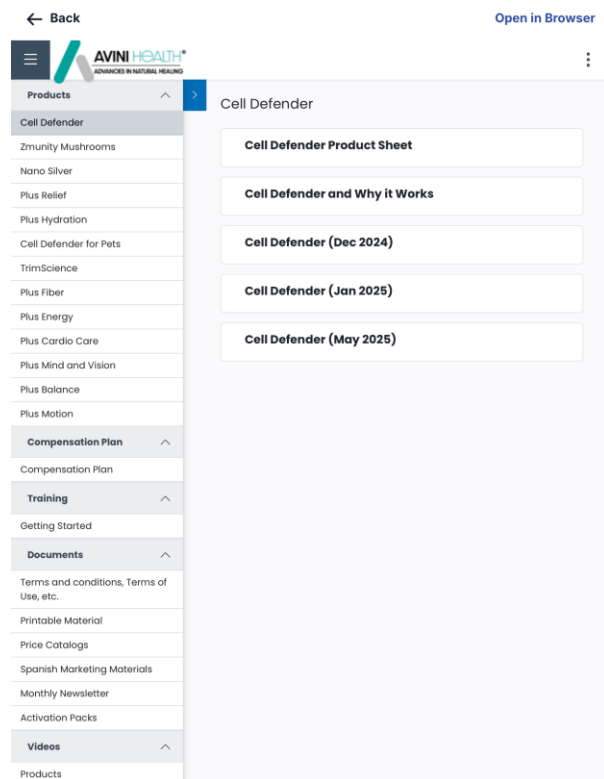 Back
Open in Browser
AVINI HEALTH®
ADVANCES IN NATURAL HEALING
Products
Cell Defender
Zmunity Mushrooms
Nano Silver
Plus Relief
Plus Hydration
Cell Defender for Pets
TrimScience
Plus Fiber
Plus Energy
Plus Cardio Care
Plus Mind and Vision
Plus Balance
Plus Motion
Compensation Plan
Compensation Plan
Training
Getting Started
Documents
Terms and conditions, Terms of
Use, etc.
Printable Material
Price Catalogs
Spanish Marketing Materials
Monthly Newsletter
Activation Packs
Videos
Products
Cell Defender
Cell Defender Product Sheet
Cell Defender and Why it Works
Cell Defender (Dec 2024)
Cell Defender (Jan 2025)
Cell Defender (May 2025)